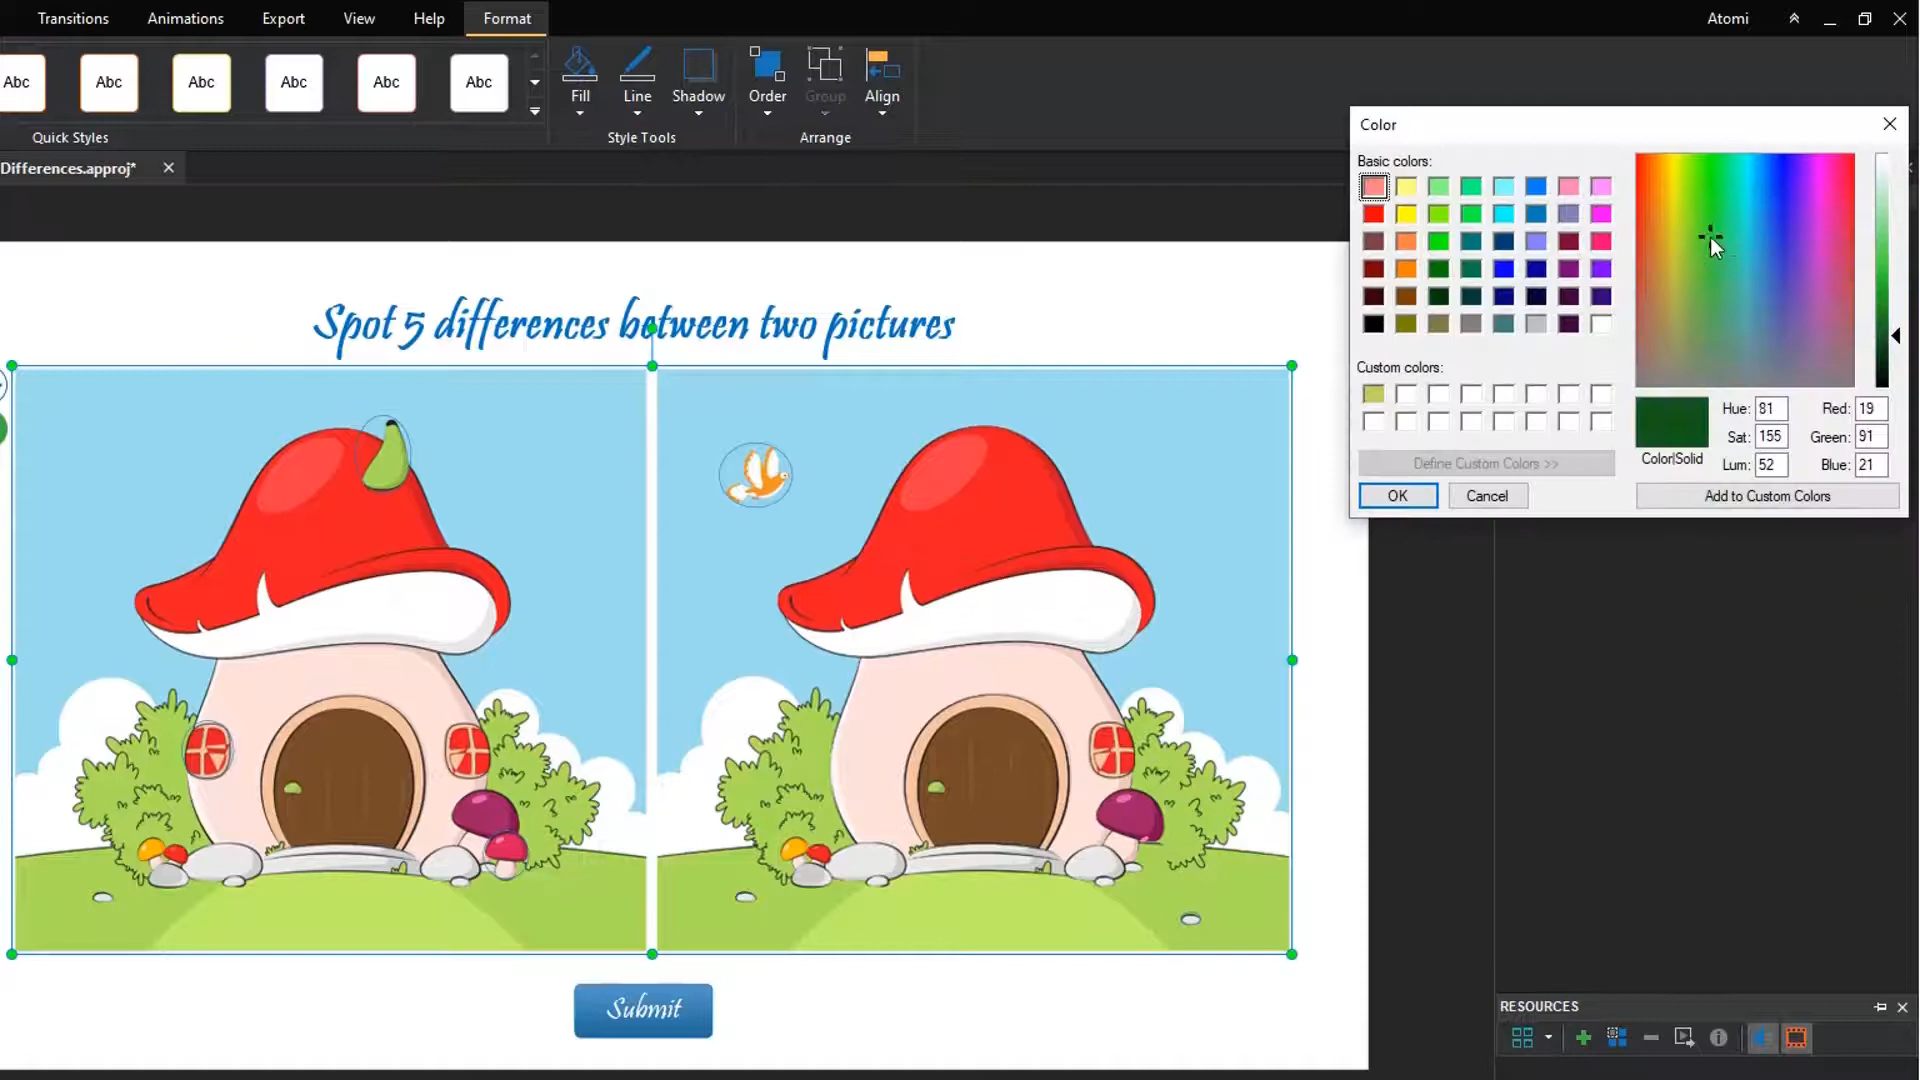 Transitions Animations Export View Help Format Atomi
Abc Abc Abc Abc Abc Abc
Fill Line Shadow Order Group Align
Quick Styles Style Tools Arrange
Differences.approj*
Color
Basic colors:
Spot 5 differences between two pictures
Custom colors:
Hue: 81 Red: 19
Sat: 155 Green: 91
Color|Solid
Lum: 52 Blue: 21
Define Custom Colors >>
OK Cancel Add to Custom Colors
Submit
RESOURCES